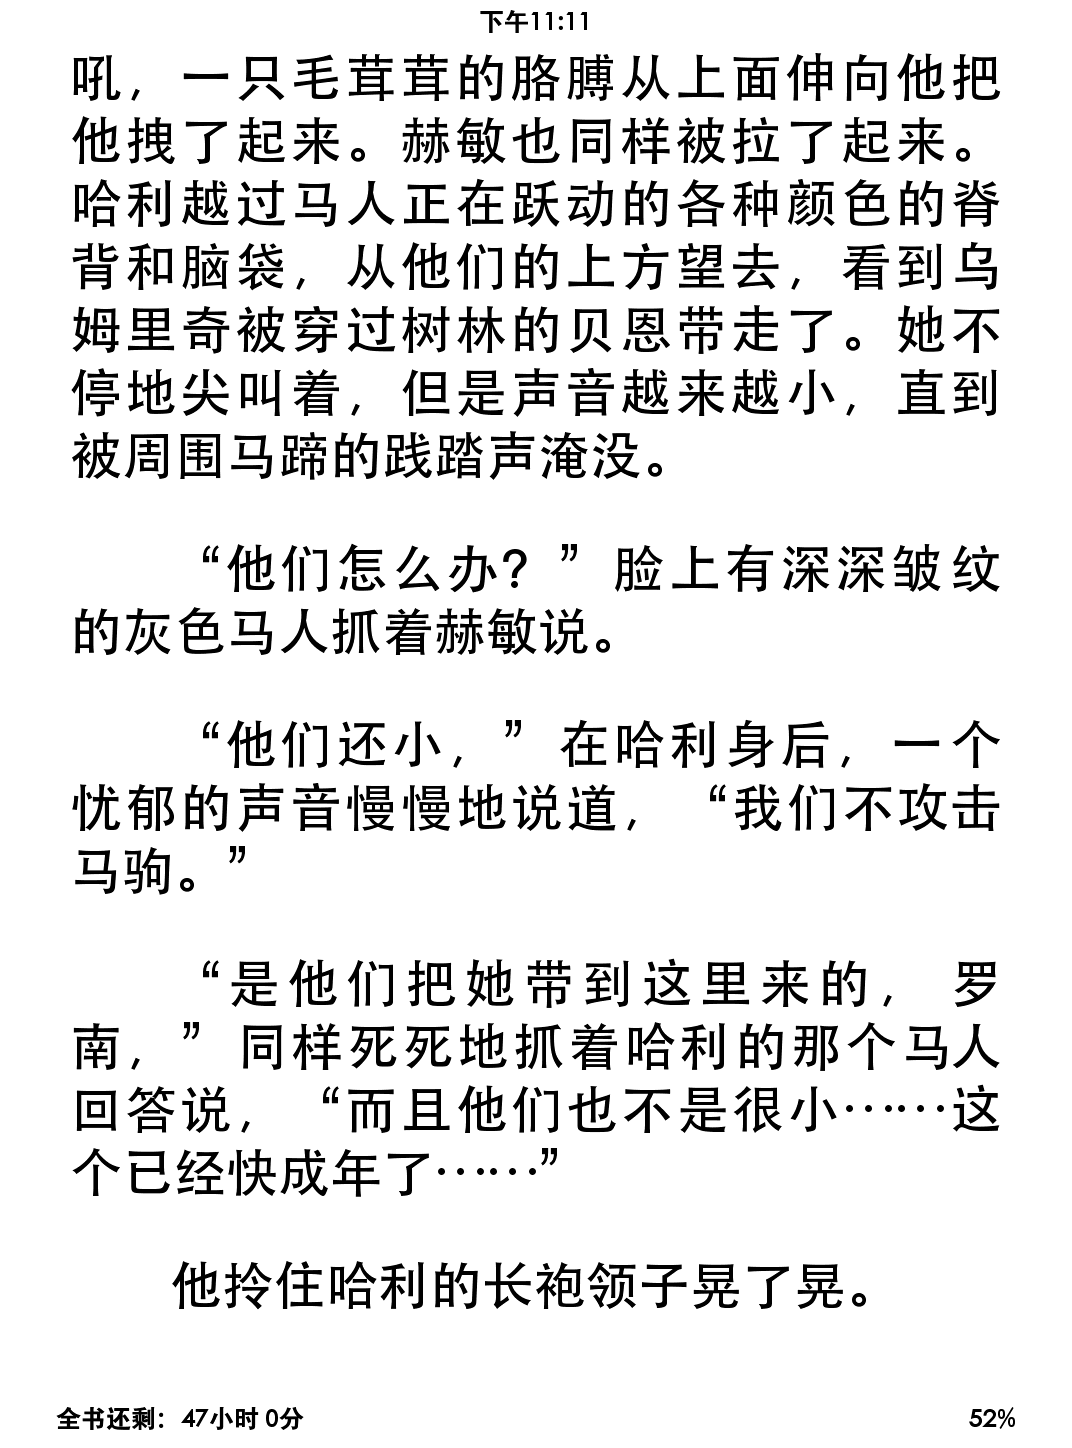 下午11:11
吼，一只毛茸茸的胳膊从上面伸向他把
他拽了起来。赫敏也同样被拉了起来。
哈利越过马人正在跃动的各种颜色的脊
背和脑袋，从他们的上方望去，看到乌
姆里奇被穿过树林的贝恩带走了。她不
停地尖叫着，但是声音越来越小，直到
被周围马蹄的践踏声淹没。
“他们怎么办？”脸上有深深皱纹
的灰色马人抓着赫敏说。
“他们还小，”在哈利身后，一个
忧郁的声音慢慢地说道，“我们不攻击
马驹。”
“是他们把她带到这里来的，罗
南，”同样死死地抓着哈利的那个马人
回答说，“而且他们也不是很小……这
个已经快成年了……”
他拎住哈利的长袍领子晃了晃。
全书还剩：47小时 0分
52%